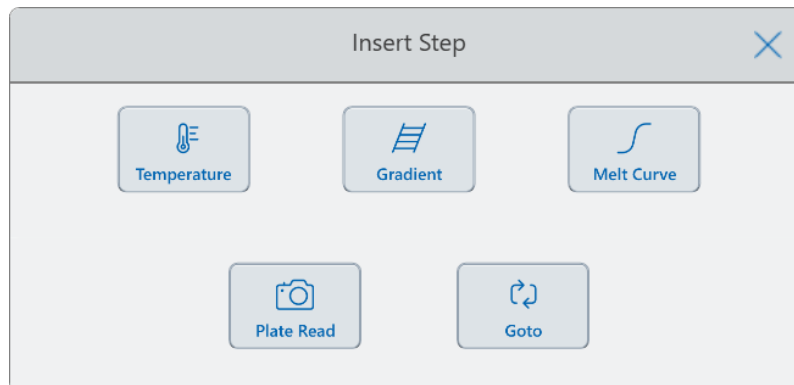 Insert Step
Temperature
Gradient
Melt Curve
Plate Read
Goto